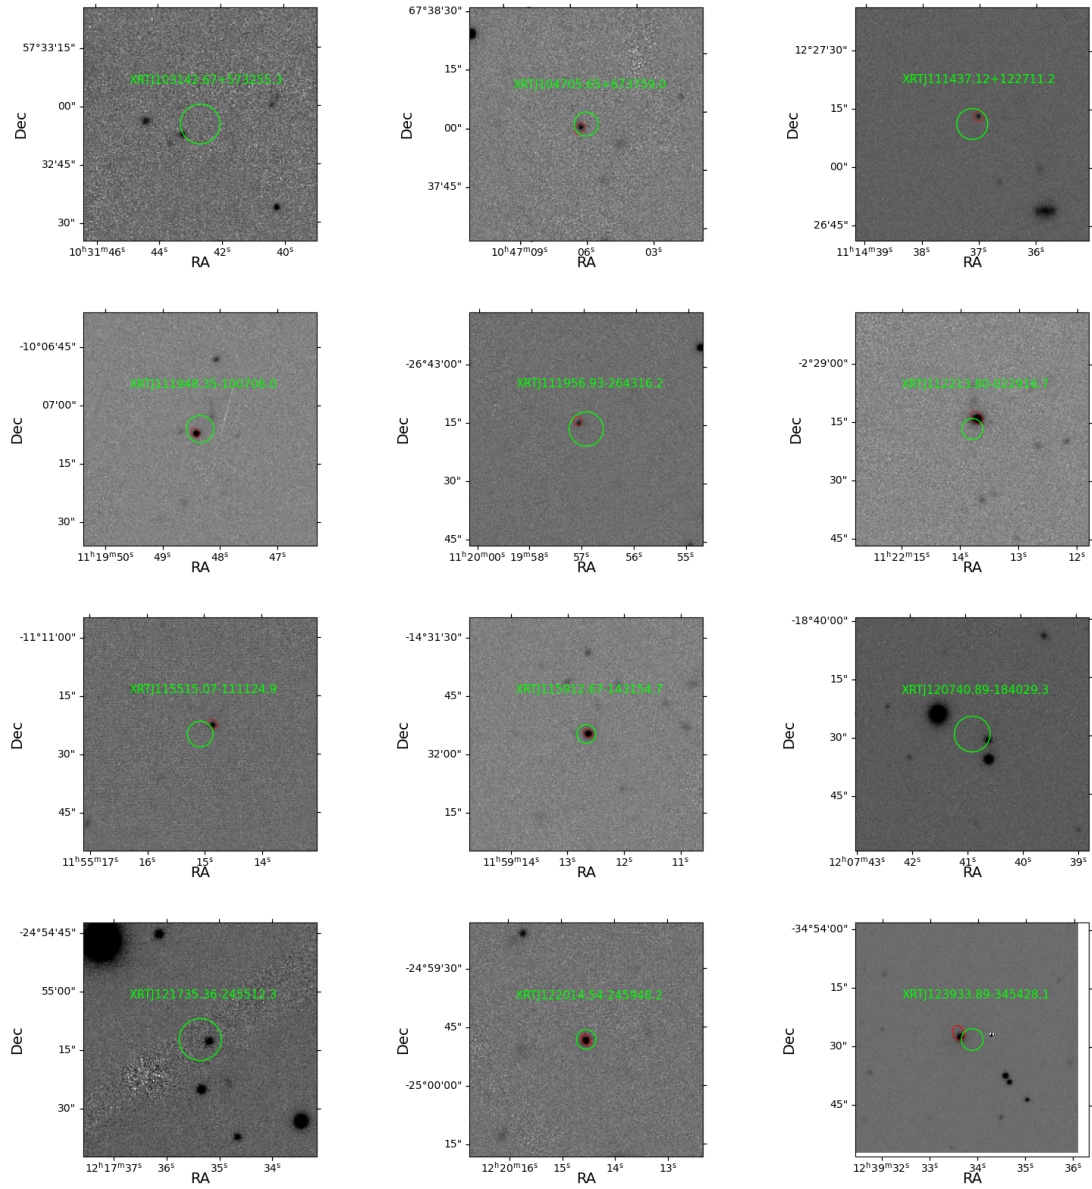 57°33'15"
XRTJ103142.67+573255.3
00"
32'45"
30"
Dec
10ʰ31ᵐ46ˢ 44ˢ 42ˢ 40ˢ
RA
67°38'30"
15"
00"
37'45"
Dec
10ʰ47ᵐ09ˢ 06ˢ 03ˢ
RA
12°27'30"
XRTJ111437.12+122711.2
15"
00"
26'45"
Dec
11ʰ14ᵐ39ˢ 38ˢ 37ˢ 36ˢ
RA
-10°06'45"
07'00"
15"
30"
Dec
11ʰ19ᵐ50ˢ 49ˢ 48ˢ 47ˢ
RA
-26°43'00"
XRTJ111956.93-264316.2
15"
30"
45"
Dec
11ʰ20ᵐ00ˢ 19ᵐ58ˢ 57ˢ 56ˢ 55ˢ
RA
-2°29'00"
15"
30"
45"
Dec
11ʰ22ᵐ15ˢ 14ˢ 13ˢ 12ˢ
RA
-11°11'00"
XRTJ115515.07-111124.9
15"
30"
45"
Dec
11ʰ55ᵐ17ˢ 16ˢ 15ˢ 14ˢ
RA
-14°31'30"
XRTJ115912.67-143154.7
45"
32'00"
15"
Dec
11ʰ59ᵐ14ˢ 13ˢ 12ˢ 11ˢ
RA
-18°40'00"
XRTJ120740.89-184029.3
15"
30"
45"
Dec
12ʰ07ᵐ43ˢ 42ˢ 41ˢ 40ˢ 39ˢ
RA
-24°54'45"
XRTJ121735.36-245512.3
55'00"
15"
30"
Dec
12ʰ17ᵐ37ˢ 36ˢ 35ˢ 34ˢ
RA
-24°59'30"
XRTJ122014.54-245948.2
45"
-25°00'00"
15"
Dec
12ʰ20ᵐ16ˢ 15ˢ 14ˢ 13ˢ
RA
-34°54'00"
XRTJ123933.89-345428.1
15"
30"
45"
Dec
12ʰ39ᵐ32ˢ 33ˢ 34ˢ 35ˢ 36ˢ
RA